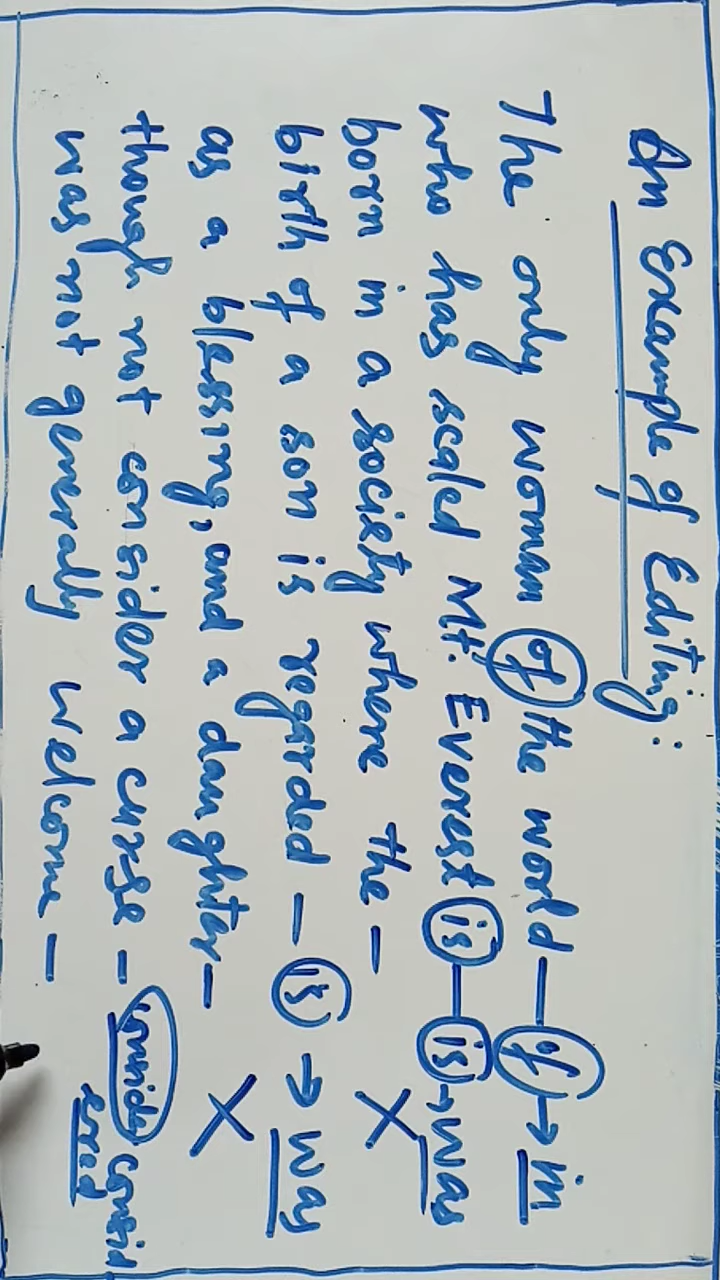 An Example of Editing:
The only woman of the world — of → in
who has scaled Mt. Everest is — is → was
born in a society where the — X
birth of a son is regarded — is → was
as a blessing, and a daughter — X
though not consider a curse — consider considered
was not generally welcome —